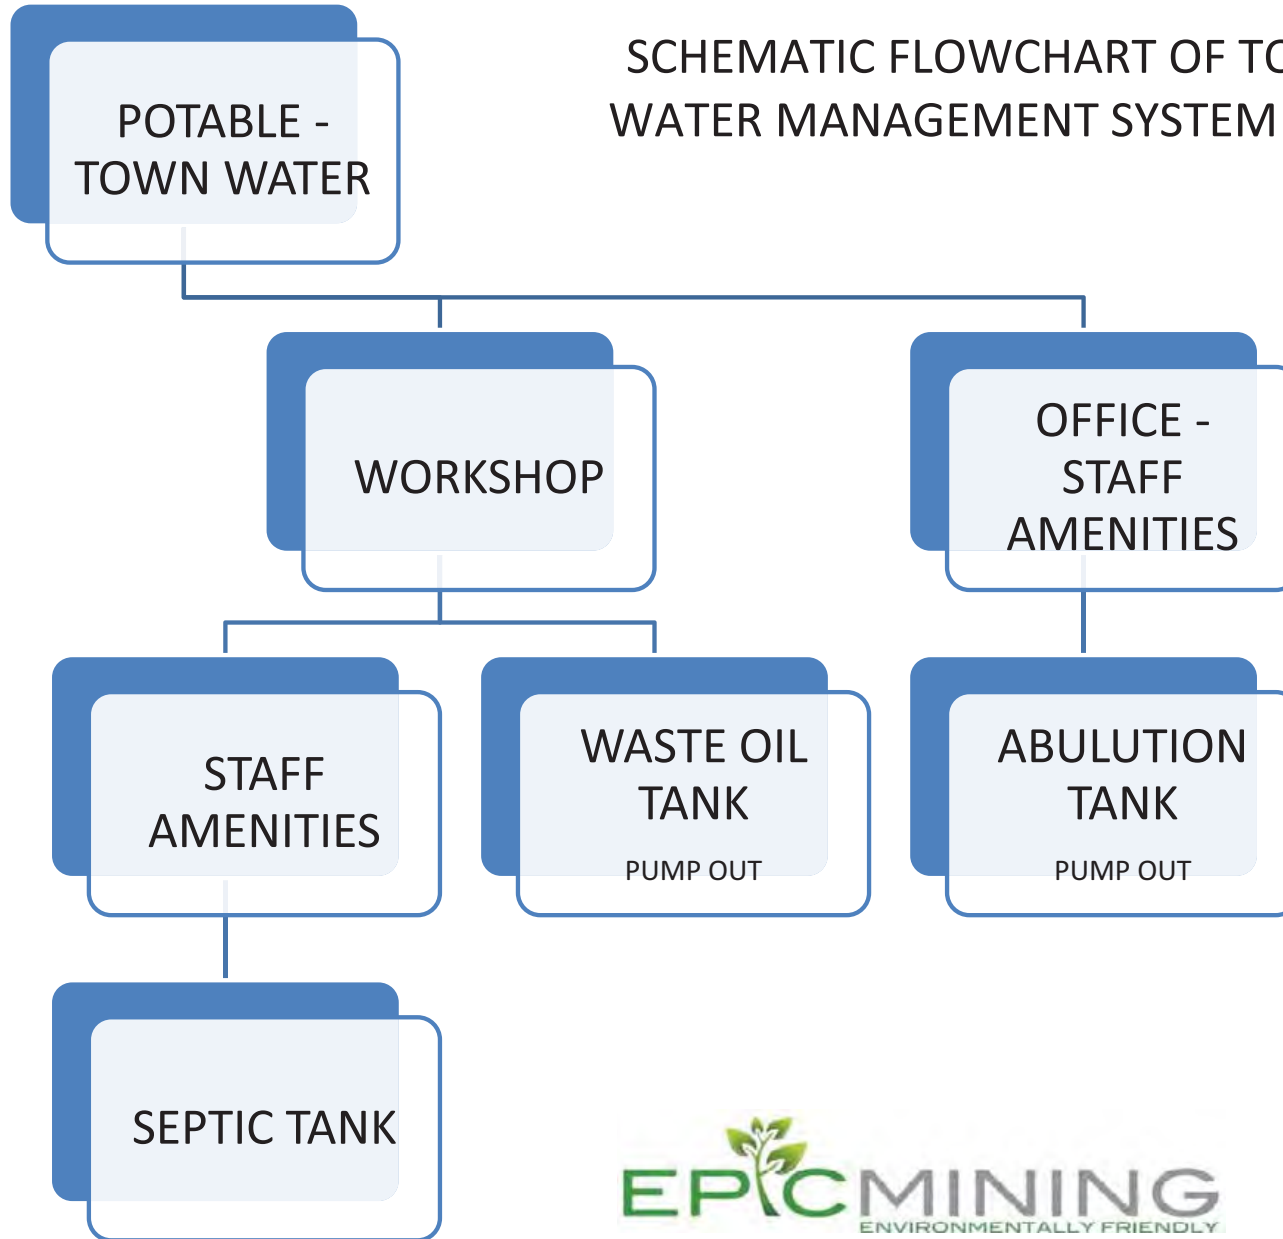 SCHEMATIC FLOWCHART OF TO
WATER MANAGEMENT SYSTEM
POTABLE -
TOWN WATER
WORKSHOP
OFFICE -
STAFF
AMENITIES
STAFF
AMENITIES
WASTE OIL
TANK
PUMP OUT
ABULUTION
TANK
PUMP OUT
SEPTIC TANK
EPICMINING
ENVIRONMENTALLY FRIENDLY